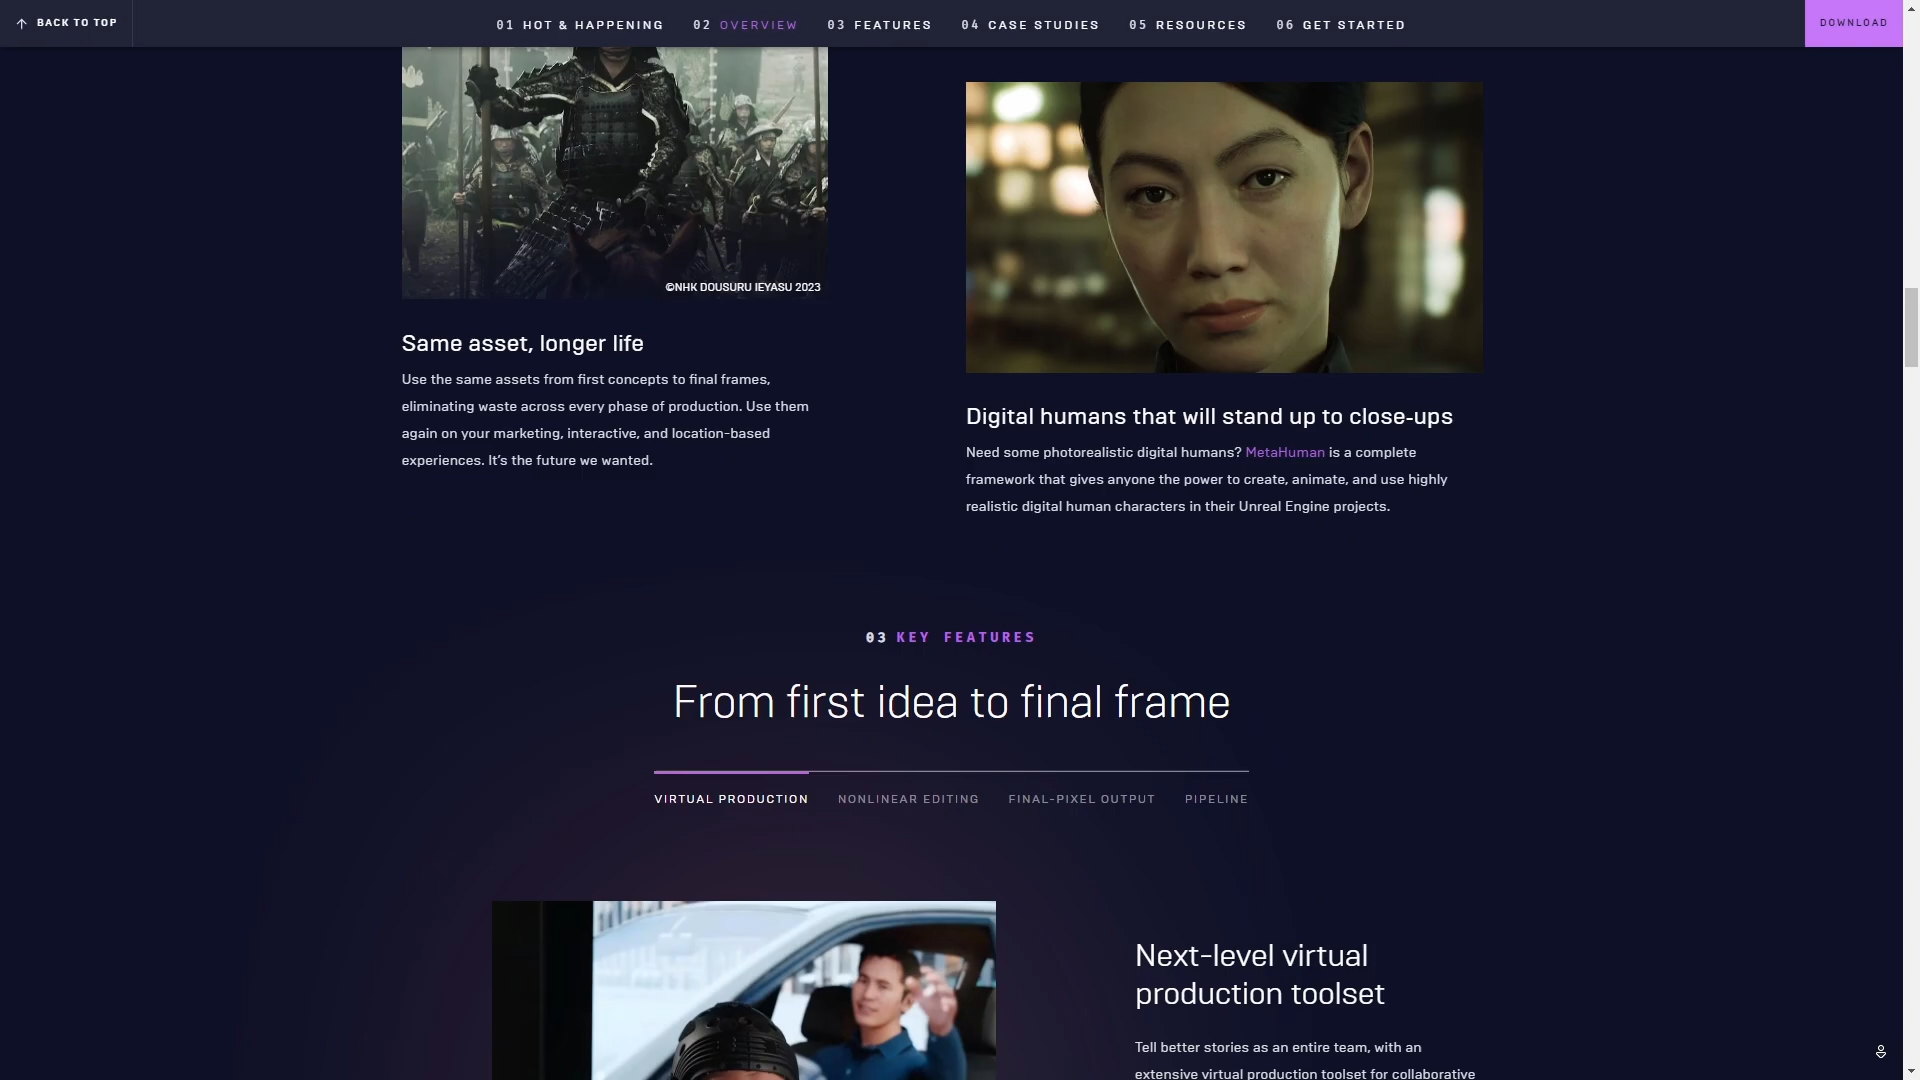 BACK TO TOP
01 HOT & HAPPENING
02 OVERVIEW
03 FEATURES
04 CASE STUDIES
05 RESOURCES
06 GET STARTED
DOWNLOAD
©NHK DOUSURU IEYASU 2023
Same asset, longer life
Use the same assets from first concepts to final frames,
eliminating waste across every phase of production. Use them
again on your marketing, interactive, and location-based
experiences. It’s the future we wanted.
Digital humans that will stand up to close-ups
Need some photorealistic digital humans? MetaHuman is a complete
framework that gives anyone the power to create, animate, and use highly
realistic digital human characters in their Unreal Engine projects.
03 KEY FEATURES
From first idea to final frame
VIRTUAL PRODUCTION
NONLINEAR EDITING
FINAL-PIXEL OUTPUT
PIPELINE
Next-level virtual
production toolset
Tell better stories as an entire team, with an
extensive virtual production toolset for collaborative